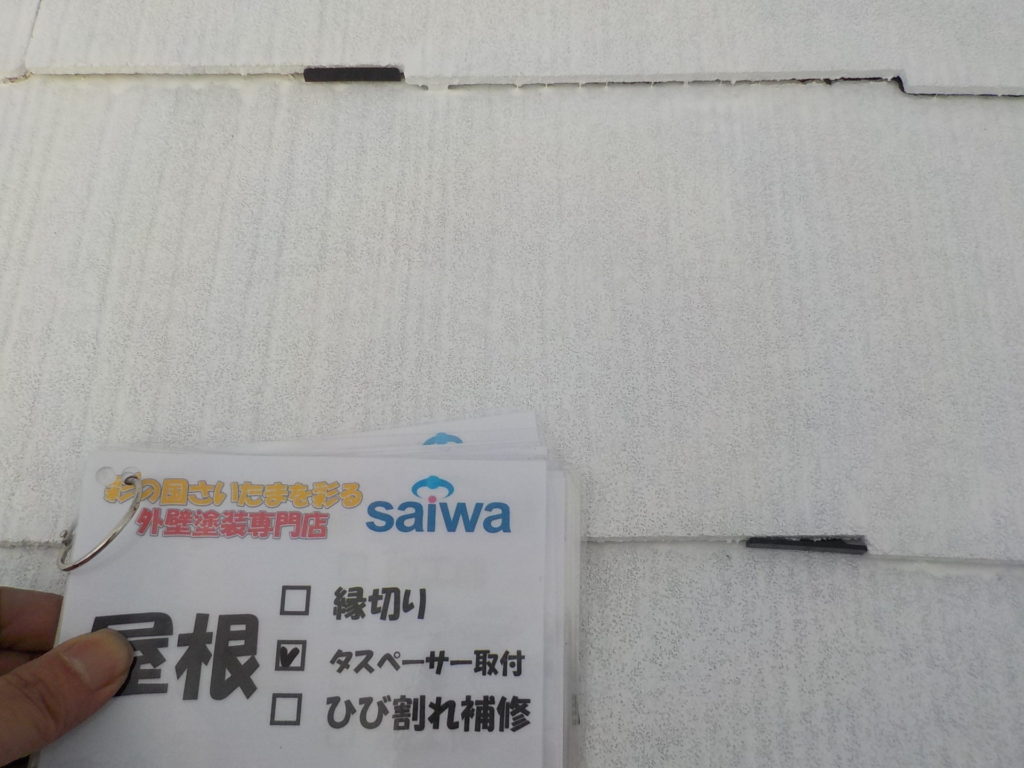 彩の国さいたまを彩る
外壁塗装専門店
saiwa
屋根
縁切り
タスペーサー取付
ひび割れ補修